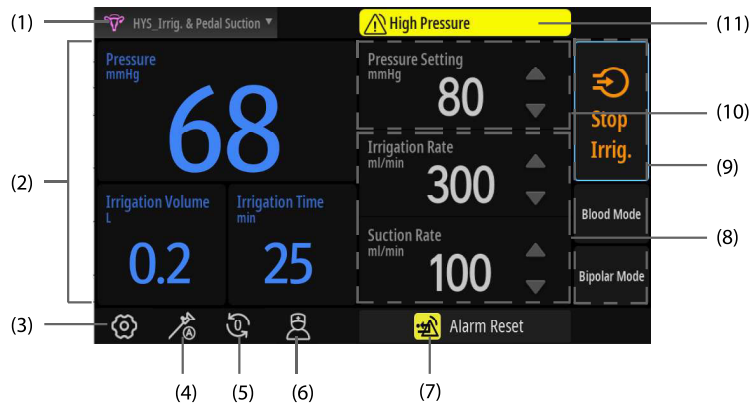 (1)
HYS_Irrig. & Pedal Suction
High Pressure
(11)
Pressure
mmHg
68
Pressure Setting
mmHg
80
(10)
Stop
Irrig.
(9)
(2)
Irrigation Rate
ml/min
300
(8)
Irrigation Volume
L
0.2
Irrigation Time
min
25
Suction Rate
ml/min
100
Blood Mode
Bipolar Mode
(3)
A
0
Alarm Reset
(4)
(5)
(6)
(7)